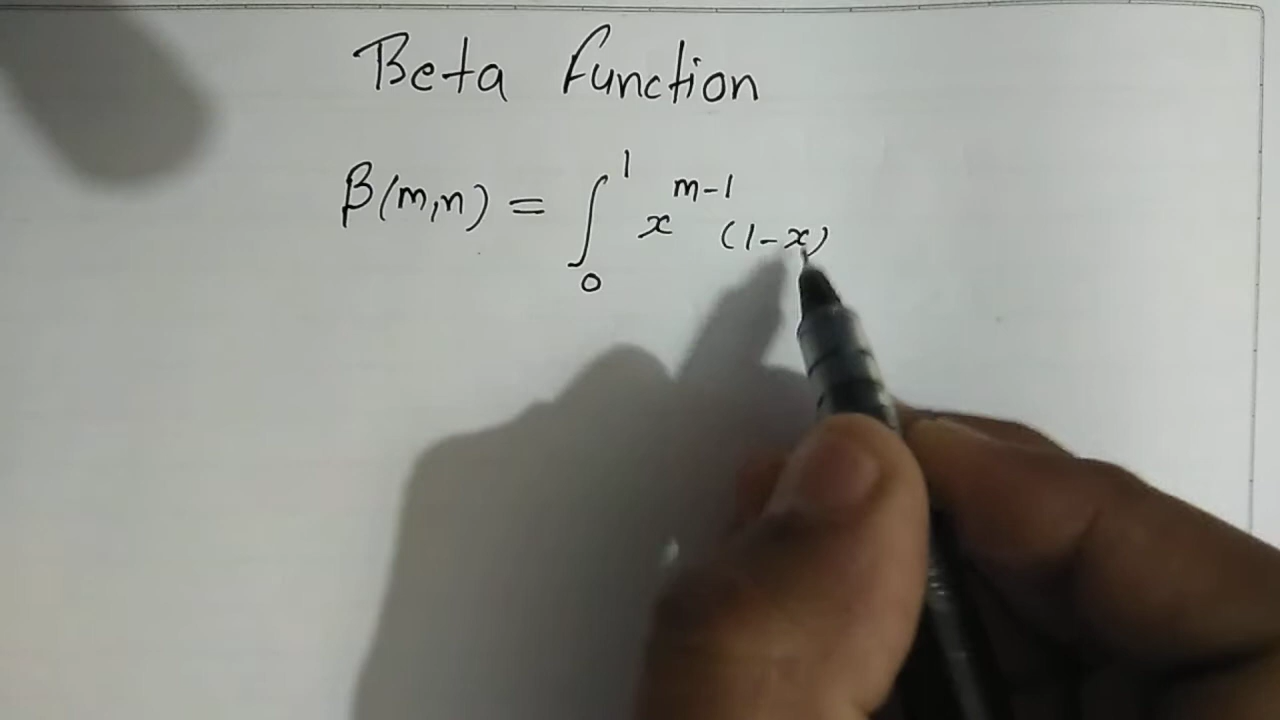 Beta function
β(m,n) = ∫₀¹ x^{m-1} (1-x)